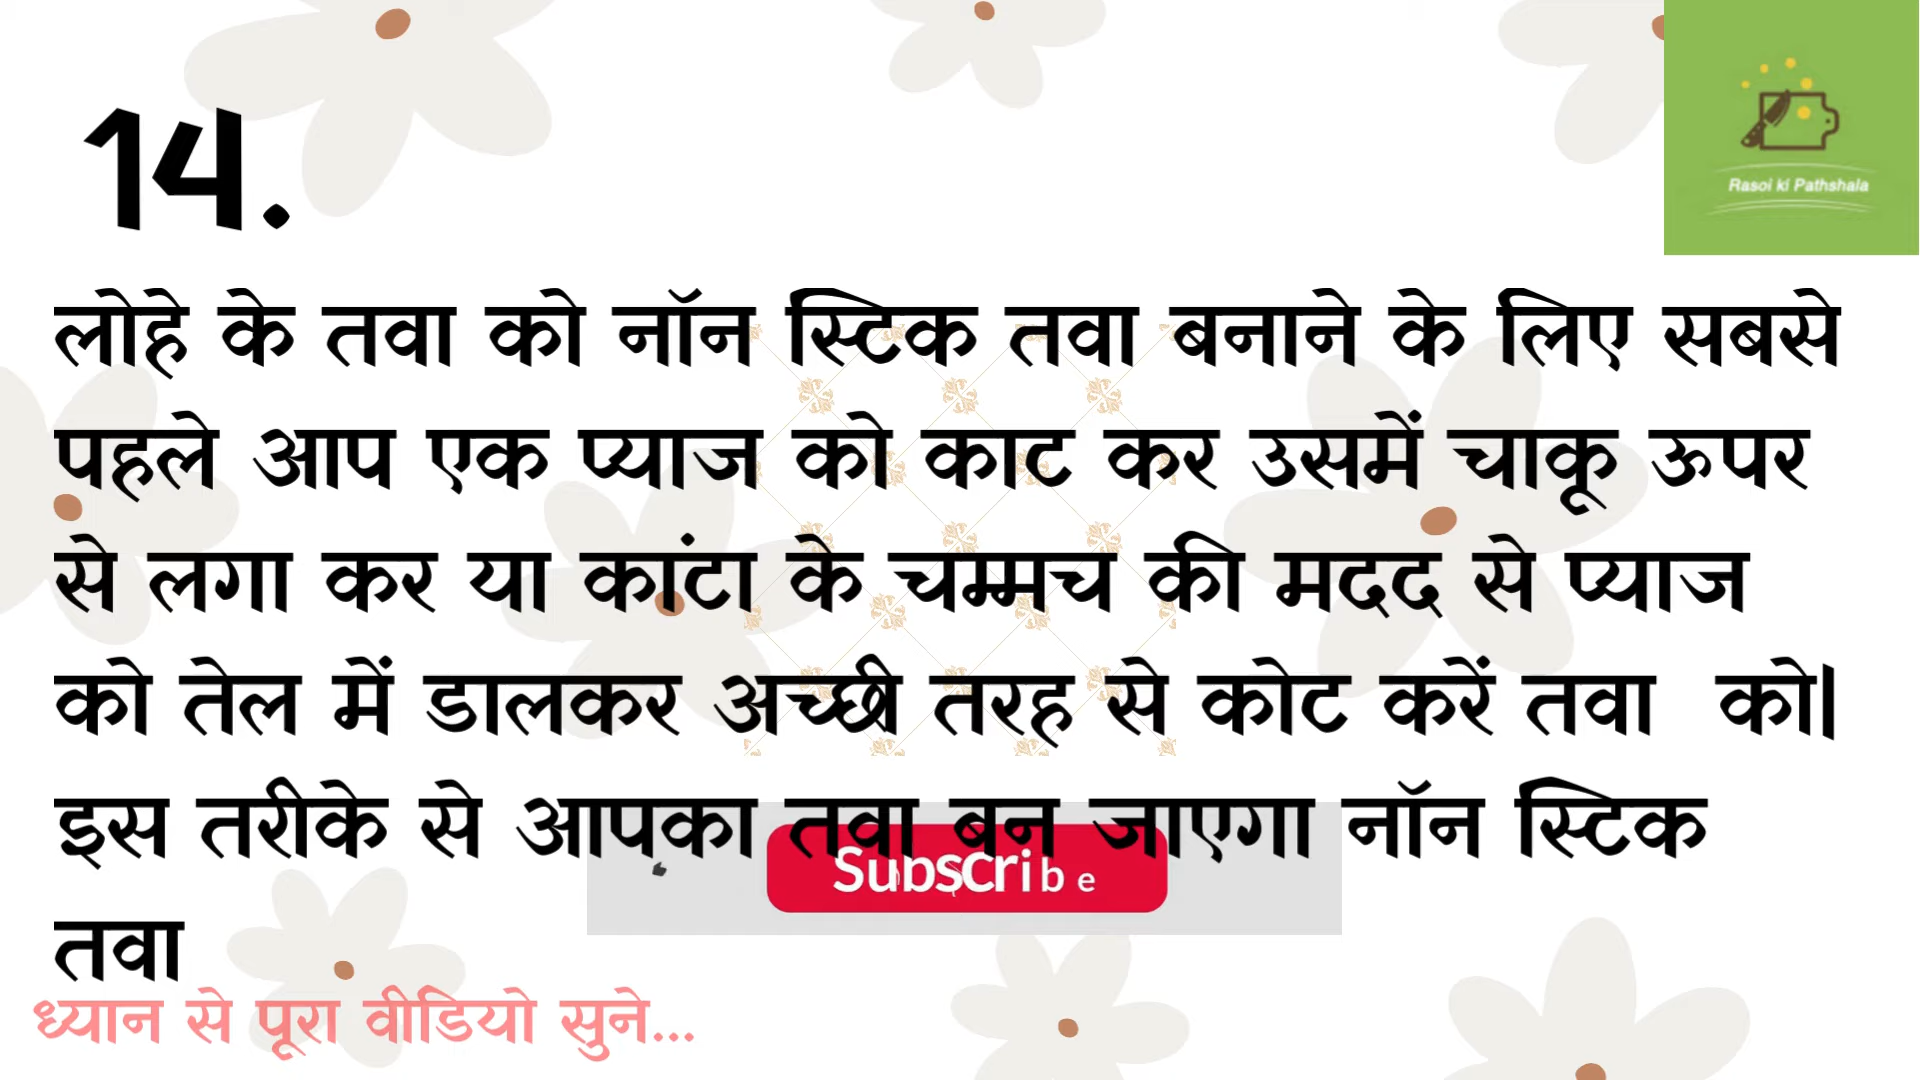 14.
Rasoi ki Pathshala
लोहे के तवा को नॉन स्टिक तवा बनाने के लिए सबसे
पहले आप एक प्याज को काट कर उसमें चाकू ऊपर
से लगा कर या कांटा के चम्मच की मदद से प्याज
को तेल में डालकर अच्छी तरह से कोट करें तवा को|
इस तरीके से आपका तवा बन जाएगा नॉन स्टिक
Subscribe
तवा
ध्यान से पूरा वीडियो सुने...